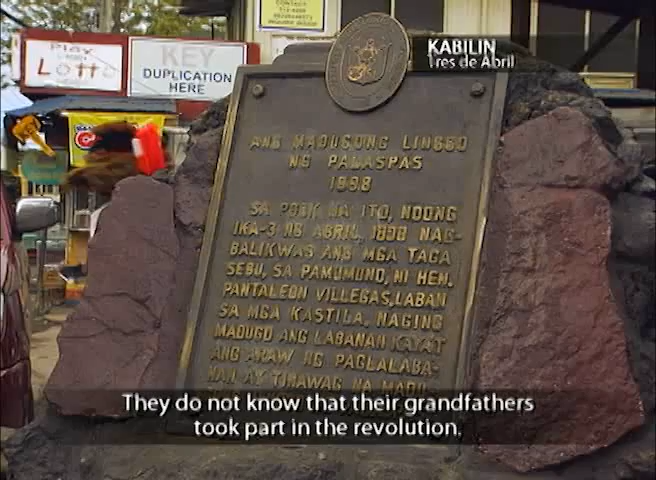 KABILIN
Tres de Abril
PLAY
Lotto
KEY
DUPLICATION
HERE
ANG MADUGONG LINGGO
NG PALASPAS
1898
SA POOK NA ITO, NOONG
IKA-3 NG ABRIL, 1898 NAG-
BALIKWAS ANG MGA TAGA
SEBU, SA PAMUMUNO, NI HEN.
PANTALEON VILLEGAS, LABAN
SA MGA KASTILA. NAGING
MADUGO ANG LABANAN KAYAT
ANG ARAW NG PAGLALABA-
NAN AY TINAWAG NA MADU-
They do not know that their grandfathers
took part in the revolution.